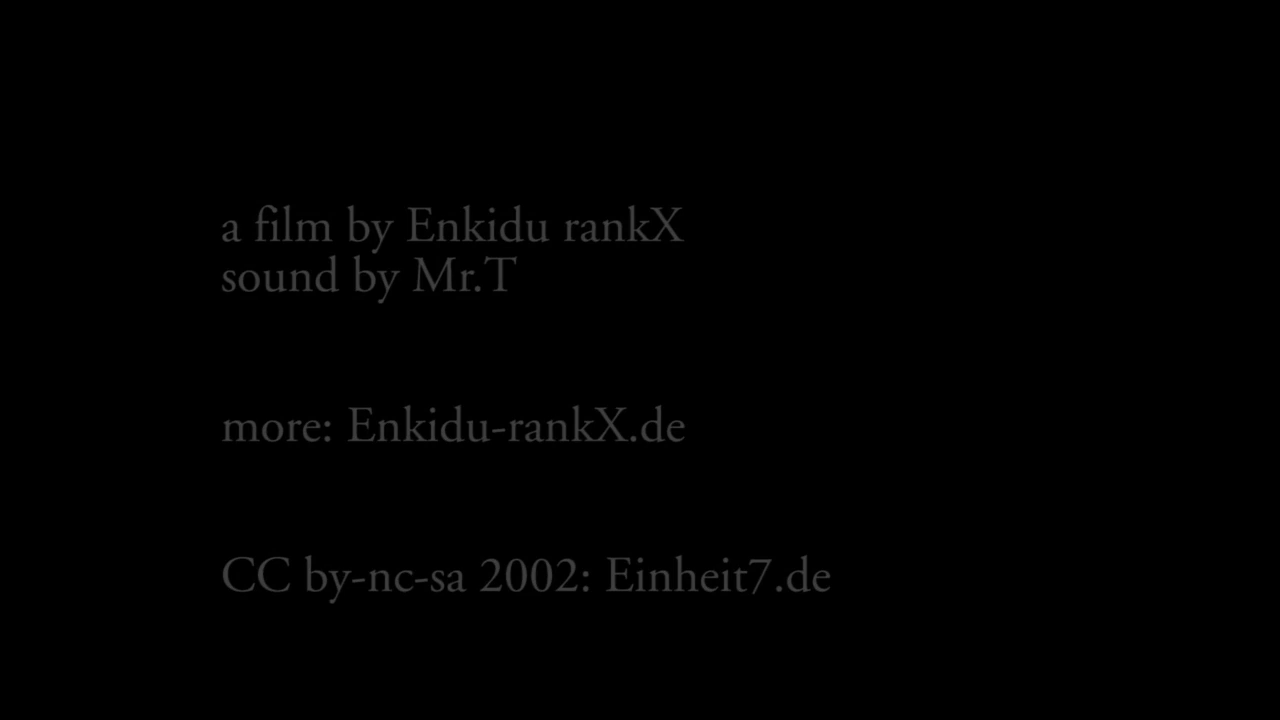 a film by Enkidu rankX
sound by Mr.T
more: Enkidu-rankX.de
CC by-nc-sa 2002: Einheit7.de